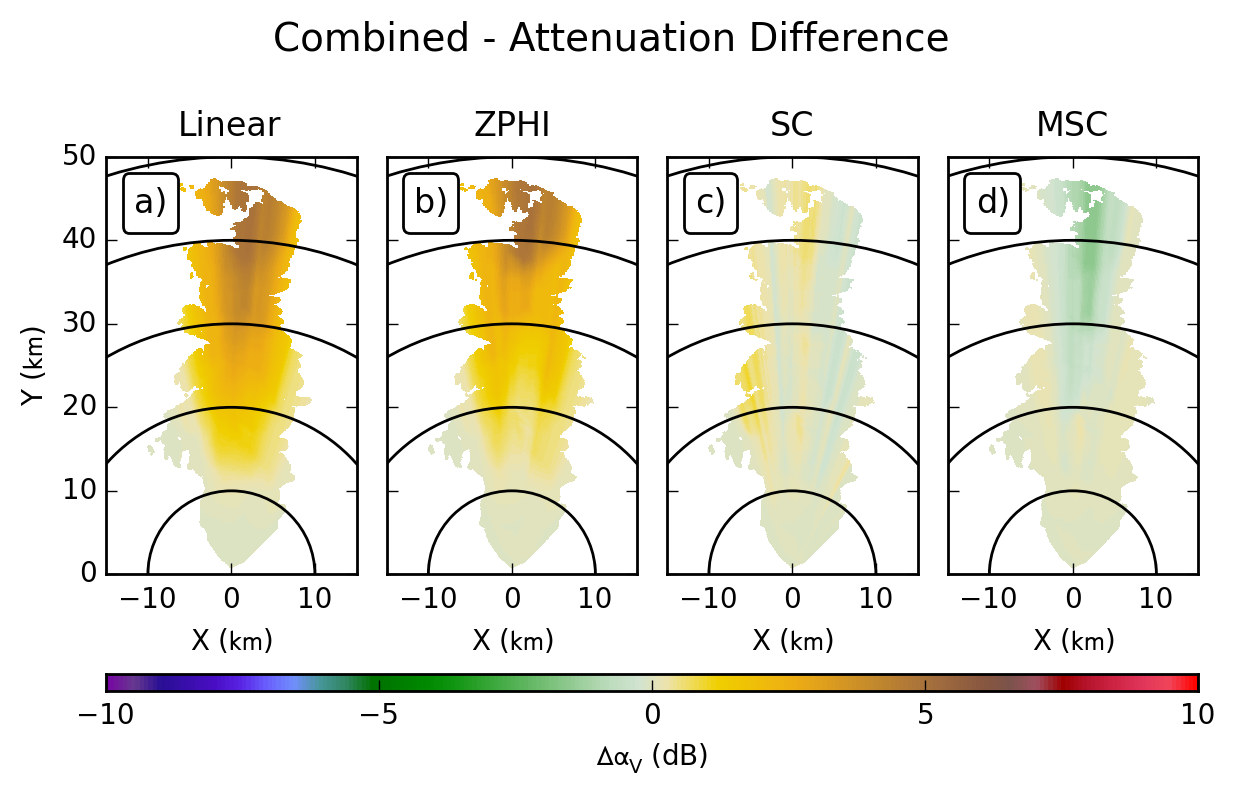 Combined - Attenuation Difference
Linear ZPHI SC MSC
a) b) c) d)
50
40
30
20
10
0
Y (km)
−10 0 10 −10 0 10 −10 0 10 −10 0 10
X (km) X (km) X (km) X (km)
−10 −5 0 5 10
Δα_V (dB)